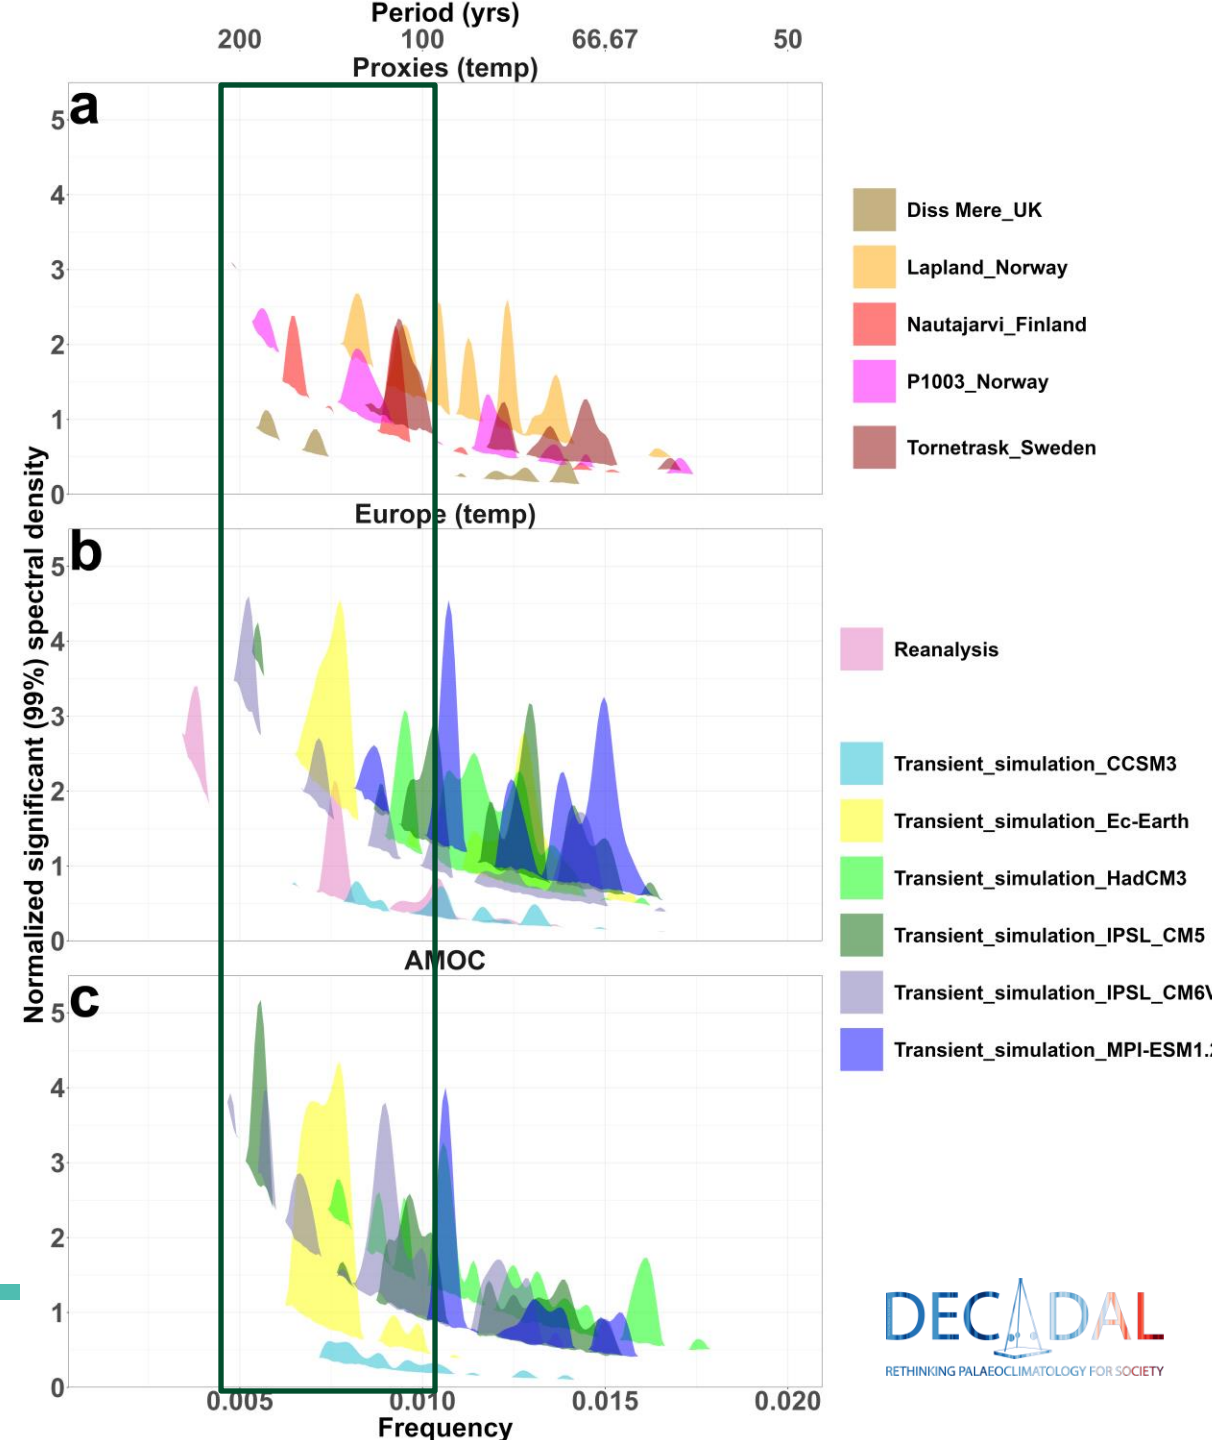 Period (yrs)
200 100 66.67 50
Proxies (temp)
a
5
4
3
2
1
0
Diss Mere_UK
Lapland_Norway
Nautajarvi_Finland
P1003_Norway
Tornetrask_Sweden
Normalized significant (99%) spectral density
Europe (temp)
b
5
4
3
2
1
0
Reanalysis
Transient_simulation_CCSM3
Transient_simulation_Ec-Earth
Transient_simulation_HadCM3
Transient_simulation_IPSL_CM5
Transient_simulation_IPSL_CM6V
Transient_simulation_MPI-ESM1.2
AMOC
c
5
4
3
2
1
0
0.005 0.010 0.015 0.020
Frequency
DECADAL
RETHINKING PALAEOCLIMATOLOGY FOR SOCIETY